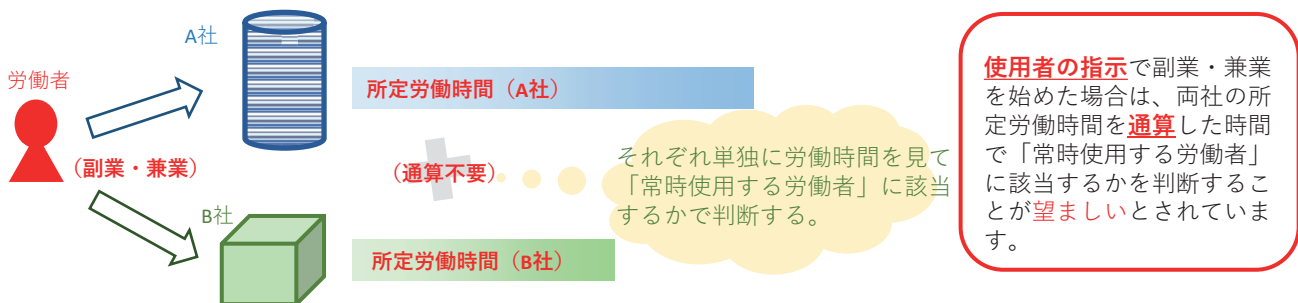 A社
労働者
所定労働時間（A社）
（副業・兼業）
（通算不要）
それぞれ単独に労働時間を見て
「常時使用する労働者」に該当
するかで判断する。
B社
所定労働時間（B社）
使用者の指示で副業・兼業
を始めた場合は、両社の所
定労働時間を通算した時間
で「常時使用する労働者」
に該当するかを判断するこ
とが望ましいとされていま
す。